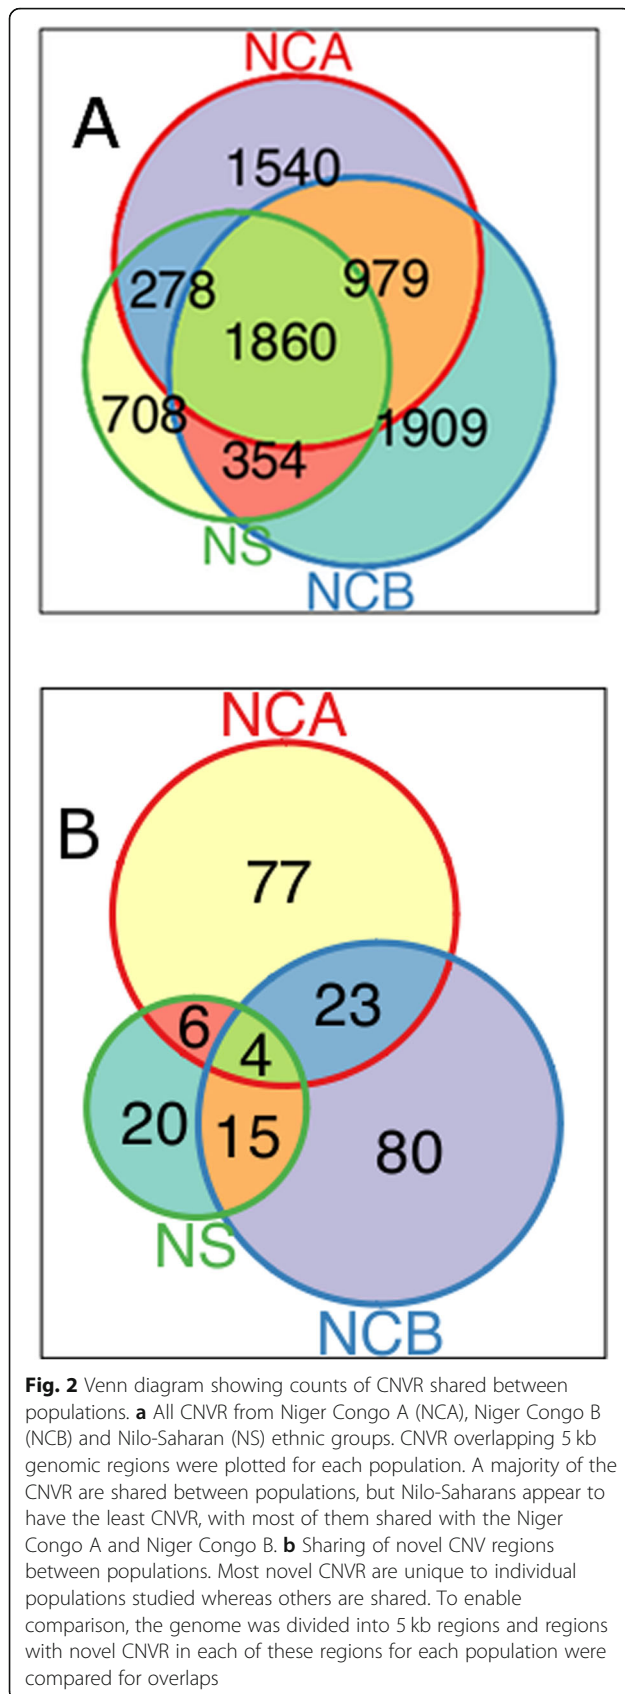 NCA
A
1540
278
979
1860
708
1909
354
NS
NCB
NCA
B
77
23
6
4
20
15
80
NS
NCB
Fig. 2 Venn diagram showing counts of CNVR shared between
populations. a All CNVR from Niger Congo A (NCA), Niger Congo B
(NCB) and Nilo-Saharan (NS) ethnic groups. CNVR overlapping 5 kb
genomic regions were plotted for each population. A majority of the
CNVR are shared between populations, but Nilo-Saharans appear to
have the least CNVR, with most of them shared with the Niger
Congo A and Niger Congo B. b Sharing of novel CNV regions
between populations. Most novel CNVR are unique to individual
populations studied whereas others are shared. To enable
comparison, the genome was divided into 5 kb regions and regions
with novel CNVR in each of these regions for each population were
compared for overlaps